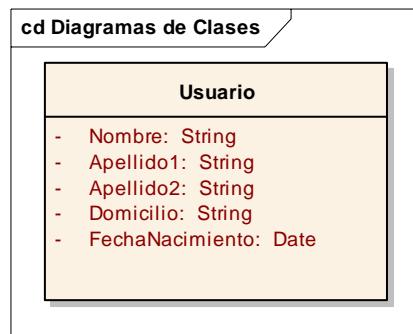 cd Diagramas de Clases
Usuario
- Nombre: String
- Apellido1: String
- Apellido2: String
- Domicilio: String
- FechaNacimiento: Date